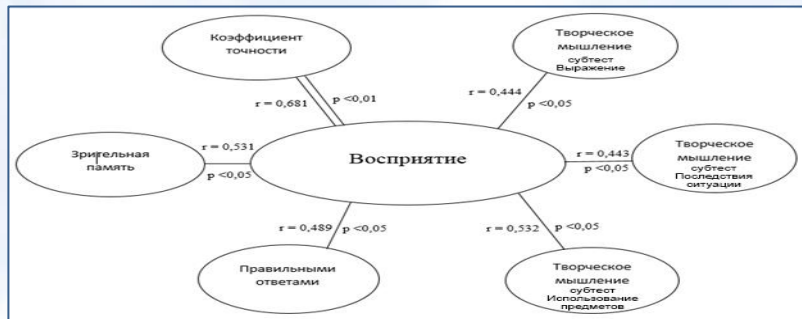 Коэффициент
точности
Творческое
мышление
субтест
Выражение
r = 0,681
p <0,01
r = 0,444
p <0,05
Зрительная
память
r = 0,531
p <0,05
Восприятие
r = 0,443
p <0,05
Творческое
мышление
субтест
Последствия
ситуации
r = 0,489
p <0,05
r = 0,532
p <0,05
Правильными
ответами
Творческое
мышление
субтест
Использование
предметов